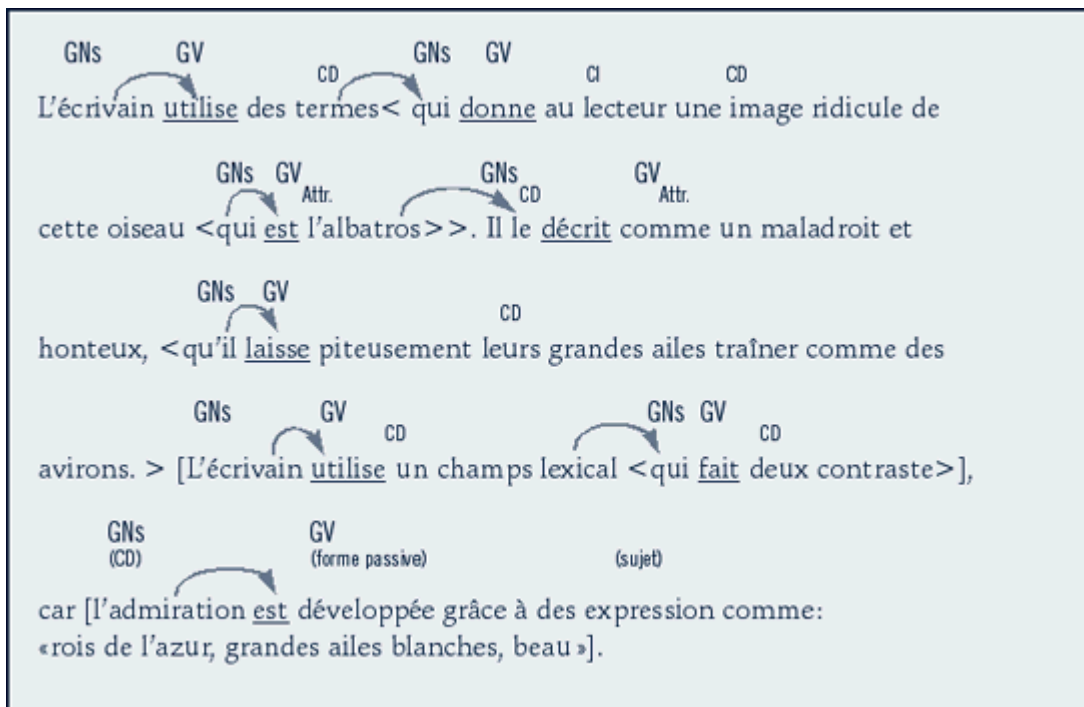 GNs GV GNs GV
CD CI CD
L'écrivain utilise des termes< qui donne au lecteur une image ridicule de
GNs GV GNs GV
Attr. CD Attr.
cette oiseau <qui est l'albatros>>. Il le décrit comme un maladroit et
GNs GV
CD
honteux, <qu'il laisse piteusement leurs grandes ailes traîner comme des
GNs GV GNs GV
CD CD
avirons. > [L'écrivain utilise un champs lexical <qui fait deux contraste>],
GNs GV
(CD) (forme passive) (sujet)
car [l'admiration est développée grâce à des expression comme:
«rois de l'azur, grandes ailes blanches, beau»].